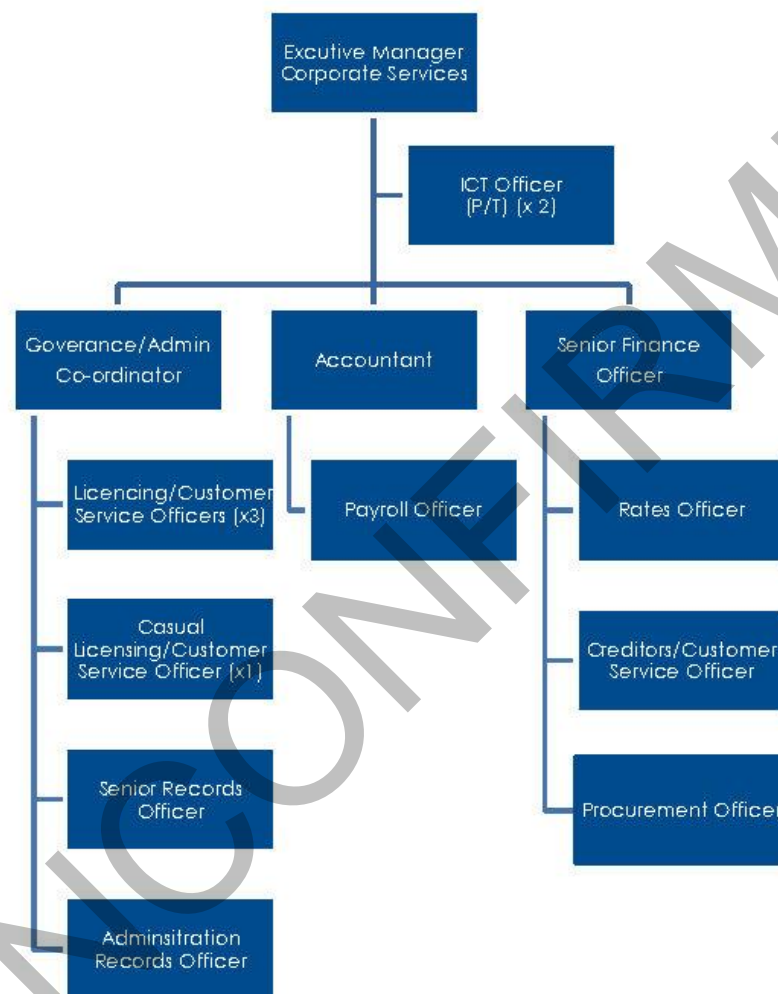 Excutive Manager
Corporate Services
ICT Officer
(P/T) (x 2)
Goverance/Admin
Co-ordinator
Accountant
Senior Finance
Officer
Licencing/Customer
Service Officers (x3)
Payroll Officer
Rates Officer
Casual
Licensing/Customer
Service Officer (x1)
Creditors/Customer
Service Officer
Senior Records
Officer
Procurement Officer
Adminsitration
Records Officer
NCONFIRM